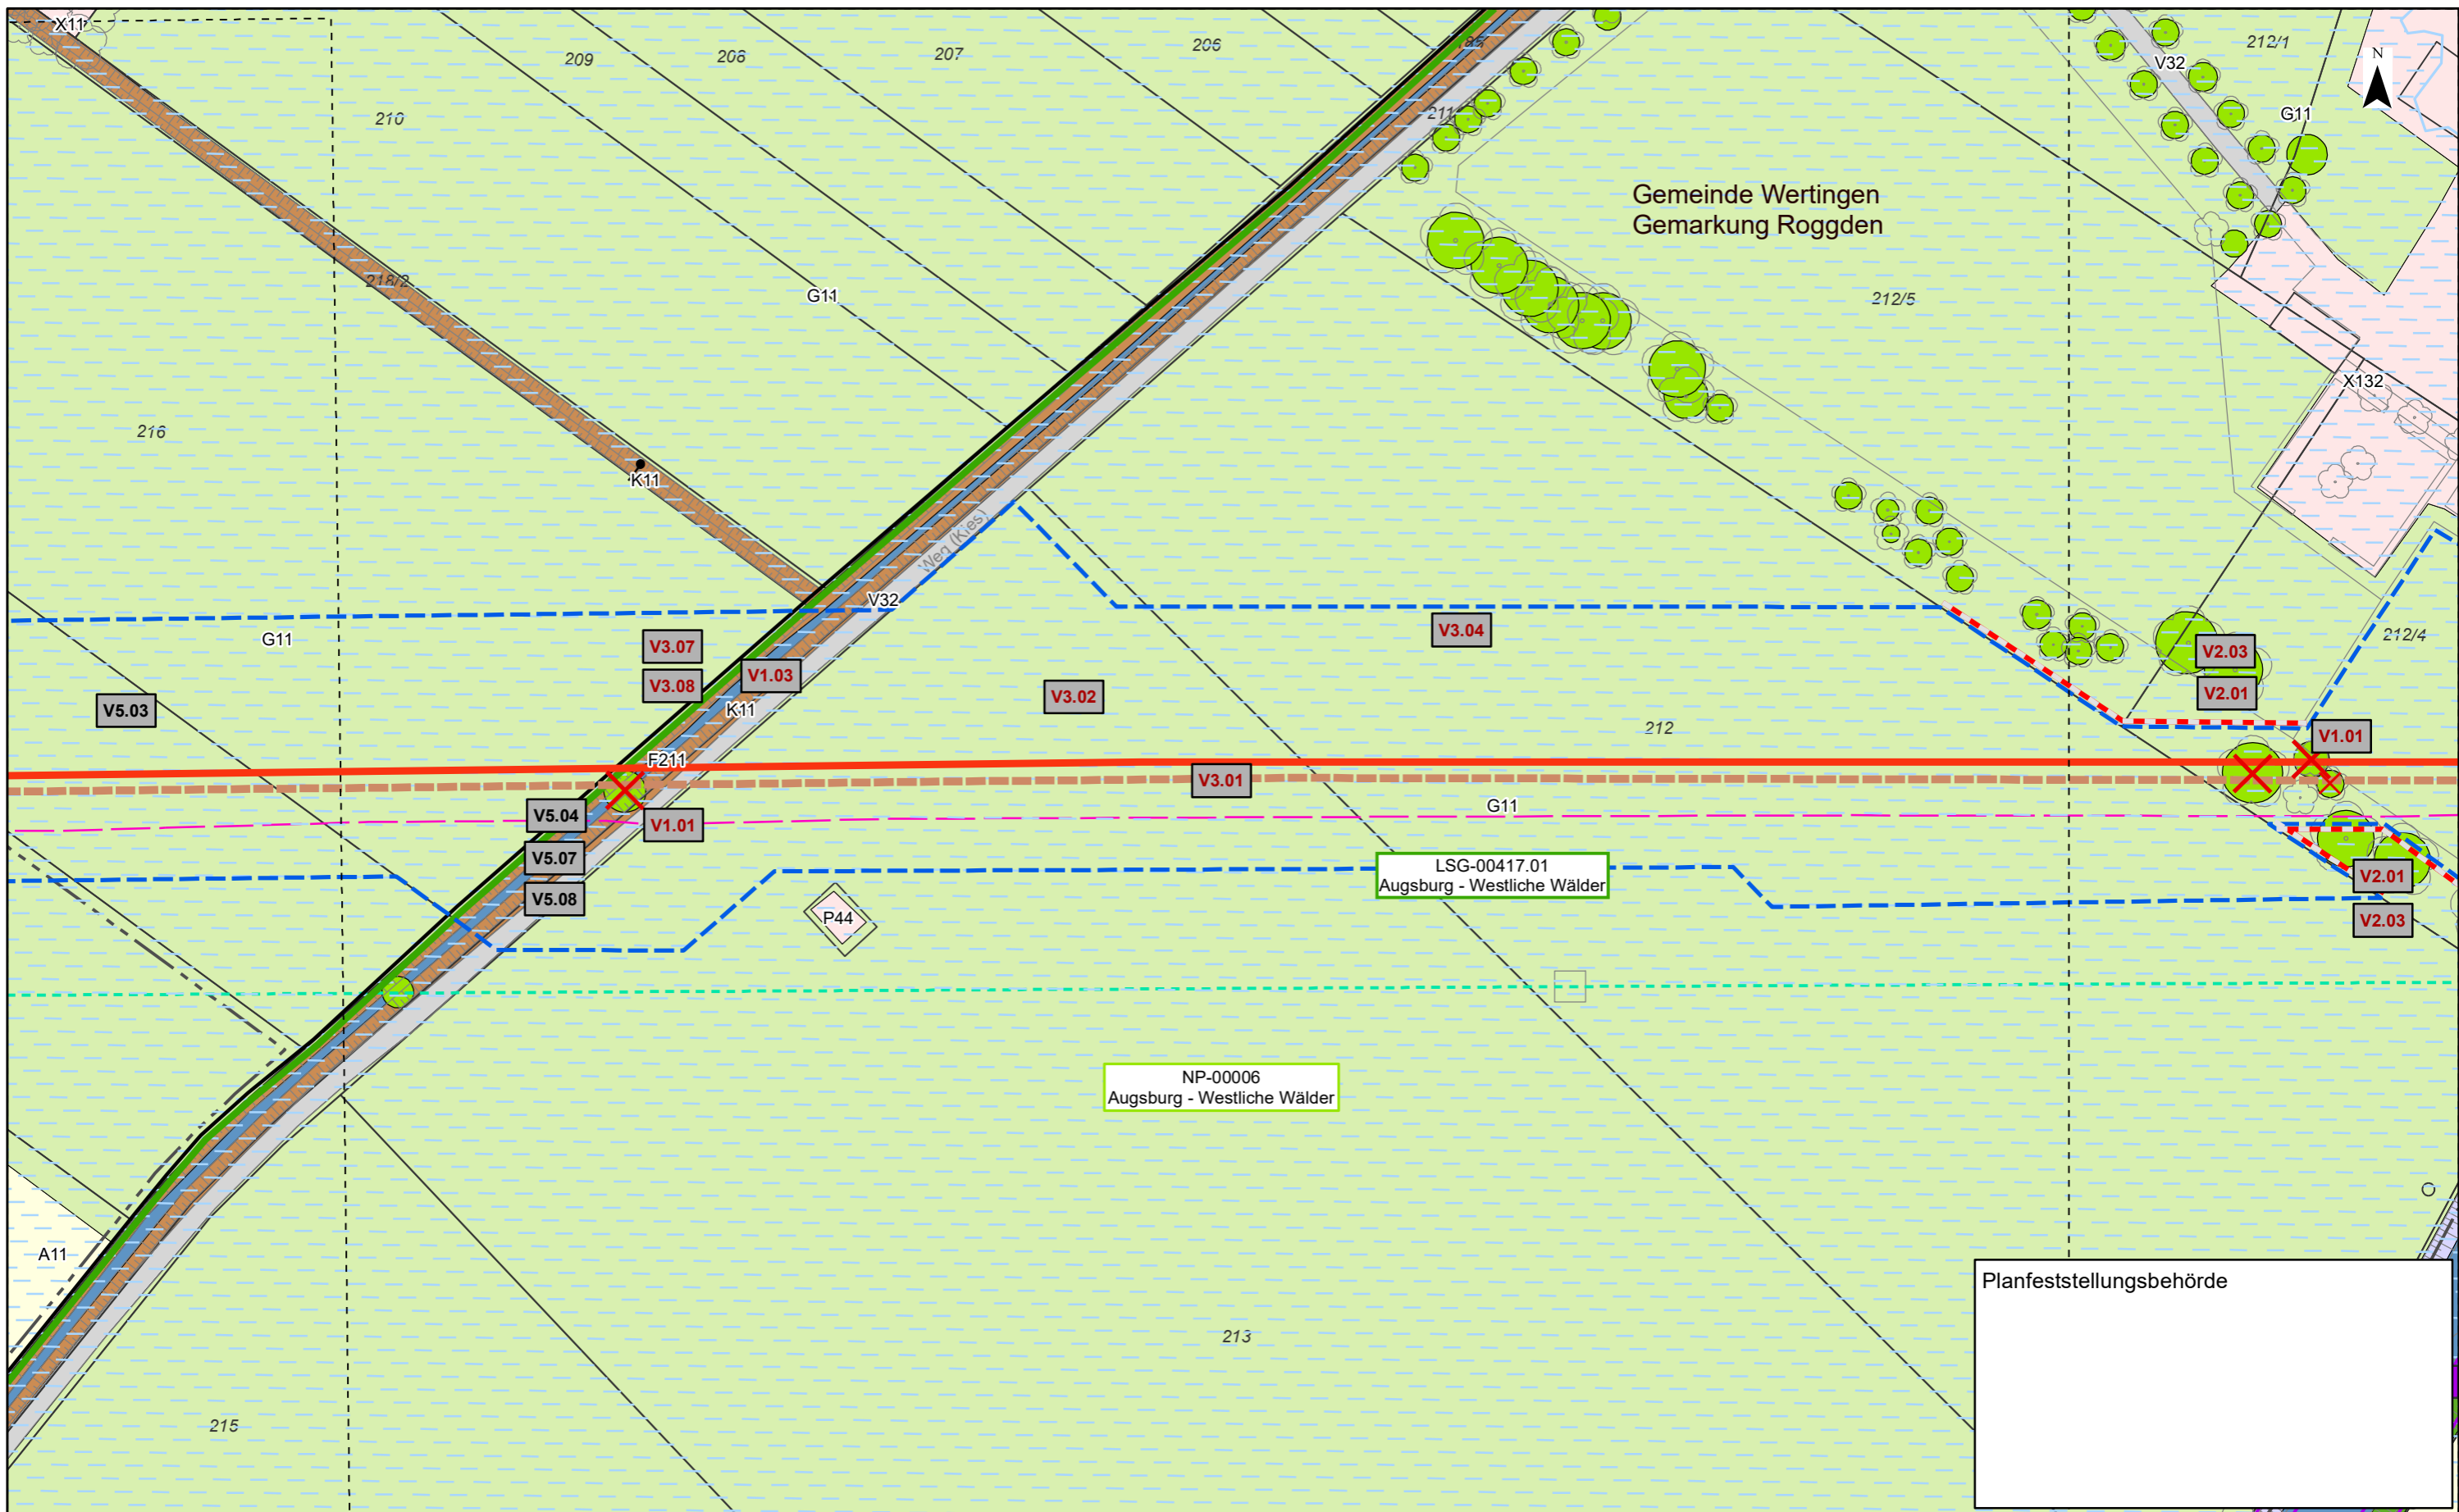 X11
209
208
207
206
185
V32
212/1
N
210
211
G11
Gemeinde Wertingen
Gemarkung Roggden
218/2
G11
212/5
X132
216
K11
Weg (Kies)
V32
G11
V3.07
V3.04
212/4
V2.03
V3.08
V1.03
V3.02
V2.01
V5.03
K11
212
V1.01
F211
V3.01
G11
V5.04
V1.01
V5.07
LSG-00417.01
Augsburg - Westliche Wälder
V2.01
V5.08
P44
V2.03
NP-00006
Augsburg - Westliche Wälder
A11
Planfeststellungsbehörde
213
215